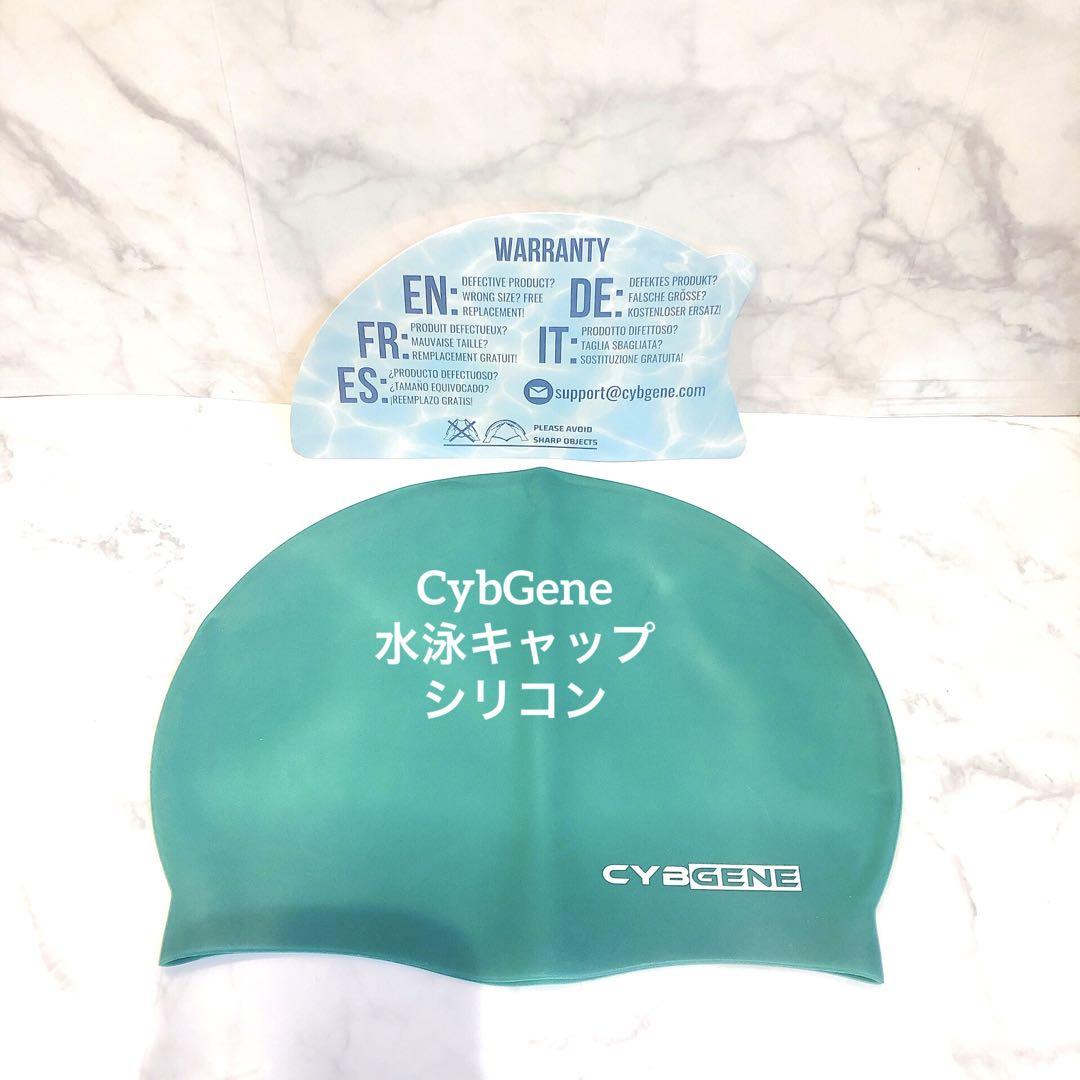 WARRANTY
EN: DEFECTIVE PRODUCT?
WRONG SIZE? FREE
REPLACEMENT!
DE: DEFEKTES PRODUKT?
FALSCHE GRÖSSE?
KOSTENLOSER ERSATZ!
FR: PRODUIT DEFECTUEUX?
MAUVAISE TAILLE?
REMPLACEMENT GRATUIT!
IT: PRODOTTO DIFETTOSO?
TAGLIA SBAGLIATA?
SOSTITUZIONE GRATUITA!
ES: ¿PRODUCTO DEFECTUOSO?
¿TAMAÑO EQUIVOCADO?
¡REEMPLAZO GRATIS!
support@cybgene.com
PLEASE AVOID
SHARP OBJECTS
CybGene
水泳キャップ
シリコン
CYBGENE